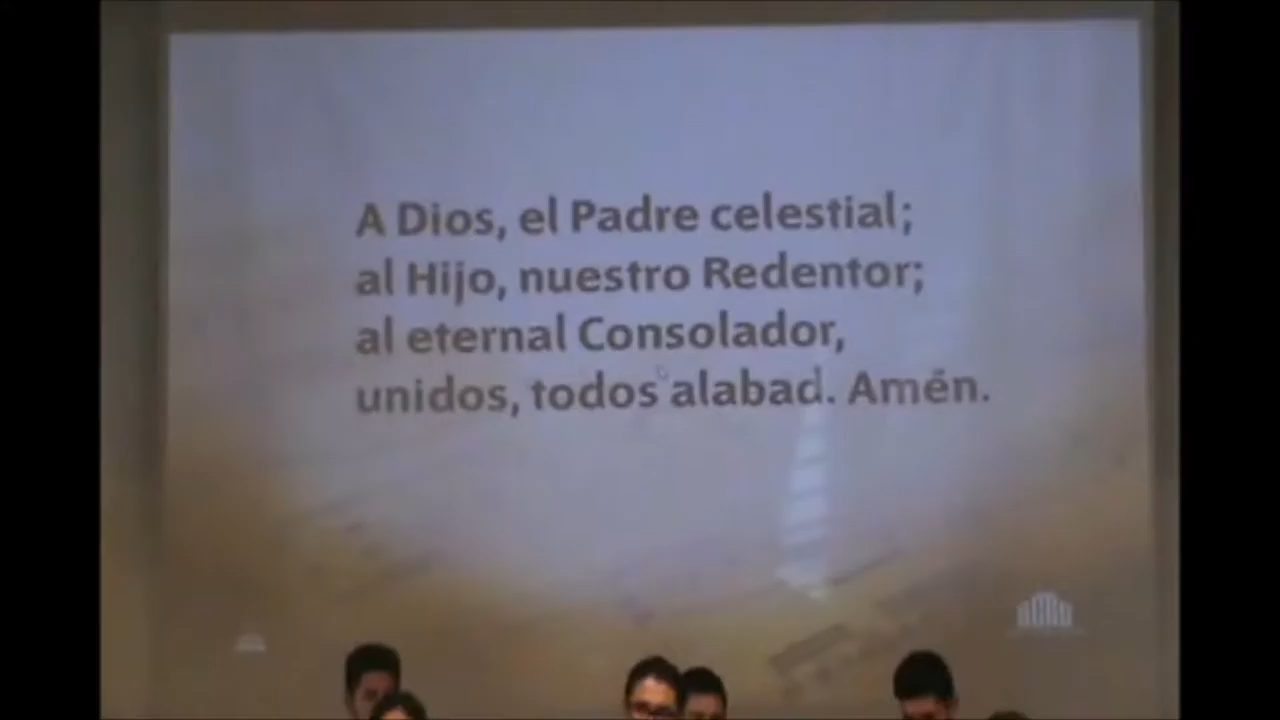 A Dios, el Padre celestial;
al Hijo, nuestro Redentor;
al eternal Consolador,
unidos, todos alabad. Amén.